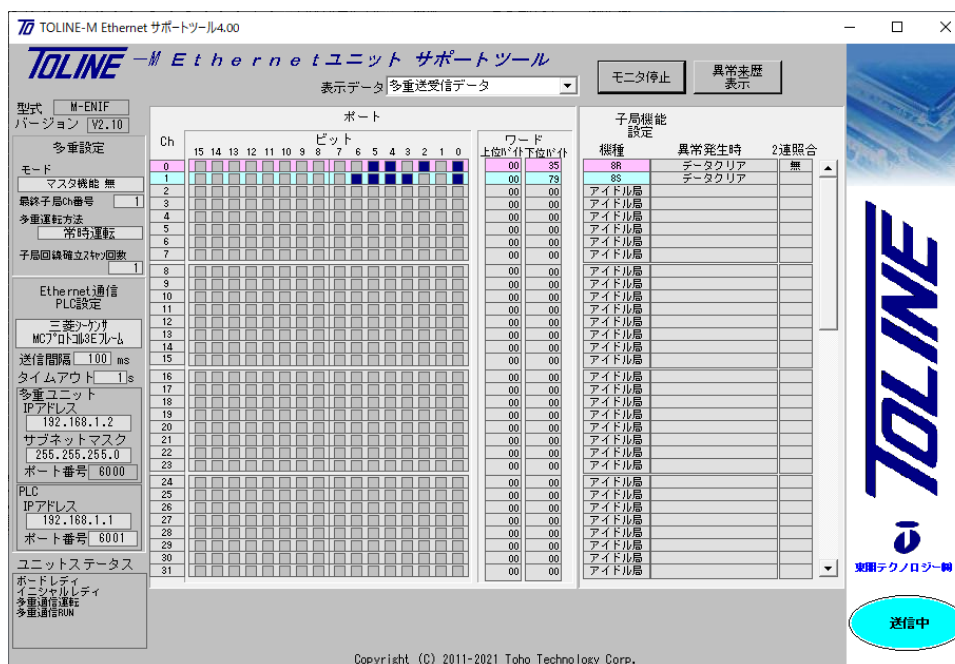 TOLINE-M Ethernet サポートツール4.00
TOLINE -M Ethernetユニット サポートツール
表示データ 多重送受信データ
モニタ停止
異常来歴
表示
型式 M-ENIF
バージョン V2.10
多重設定
モード
マスタ機能 無
最終子局Ch番号 1
多重運転方法
常時運転
子局回線確立スキャン回数
1
Ethernet通信
PLC設定
三菱シーケンサ
MCプロトコル3Eフレーム
送信間隔 100 ms
タイムアウト 1 s
多重ユニット
IPアドレス
192.168.1.2
サブネットマスク
255.255.255.0
ポート番号 6000
PLC
IPアドレス
192.168.1.1
ポート番号 6001
ユニットステータス
ボードレディ
イニシャルレディ
多重通信運転
多重通信RUN
ポート
子局機能
設定
Ch ビット ワード
15 14 13 12 11 10 9 8 7 6 5 4 3 2 1 0 上位バイト 下位バイト 機種 異常発生時 2連照合
0 00 35 8R データクリア 無
1 00 79 8S データクリア
2 00 00 アイドル局
3 00 00 アイドル局
4 00 00 アイドル局
5 00 00 アイドル局
6 00 00 アイドル局
7 00 00 アイドル局
8 00 00 アイドル局
9 00 00 アイドル局
10 00 00 アイドル局
11 00 00 アイドル局
12 00 00 アイドル局
13 00 00 アイドル局
14 00 00 アイドル局
15 00 00 アイドル局
16 00 00 アイドル局
17 00 00 アイドル局
18 00 00 アイドル局
19 00 00 アイドル局
20 00 00 アイドル局
21 00 00 アイドル局
22 00 00 アイドル局
23 00 00 アイドル局
24 00 00 アイドル局
25 00 00 アイドル局
26 00 00 アイドル局
27 00 00 アイドル局
28 00 00 アイドル局
29 00 00 アイドル局
30 00 00 アイドル局
31 00 00 アイドル局
TOLINE
東朋テクノロジー㈱
送信中
Copyright (C) 2011-2021 Toho Technology Corp.